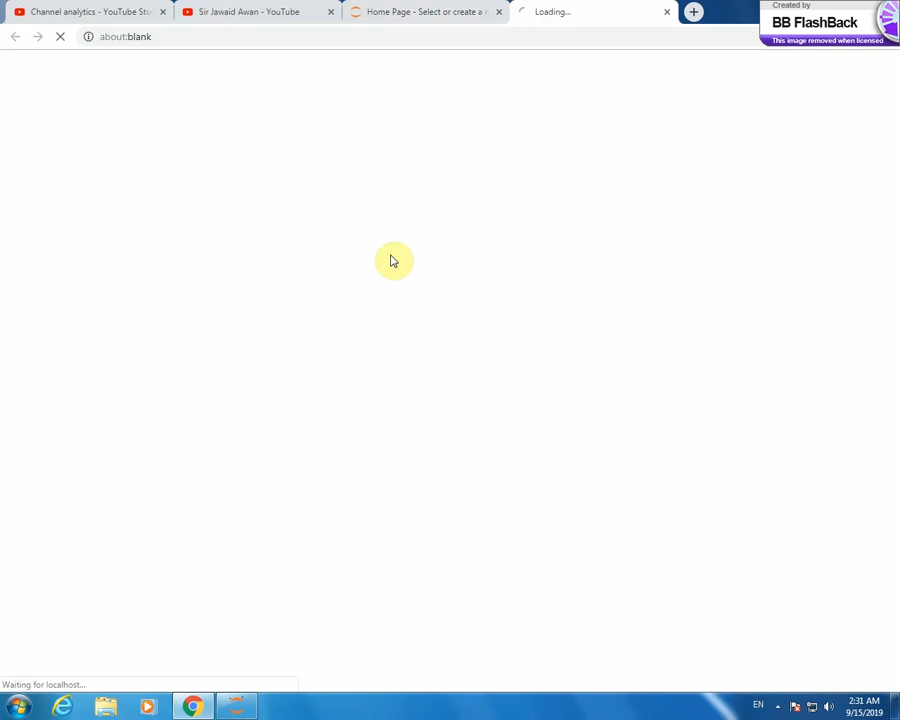 Channel analytics - YouTube Stu
Sir Jawaid Awan - YouTube
Home Page - Select or create a n
Loading...
Created by
BB FlashBack
This image removed when licensed
about:blank
Waiting for localhost...
EN
2:31 AM
9/15/2019